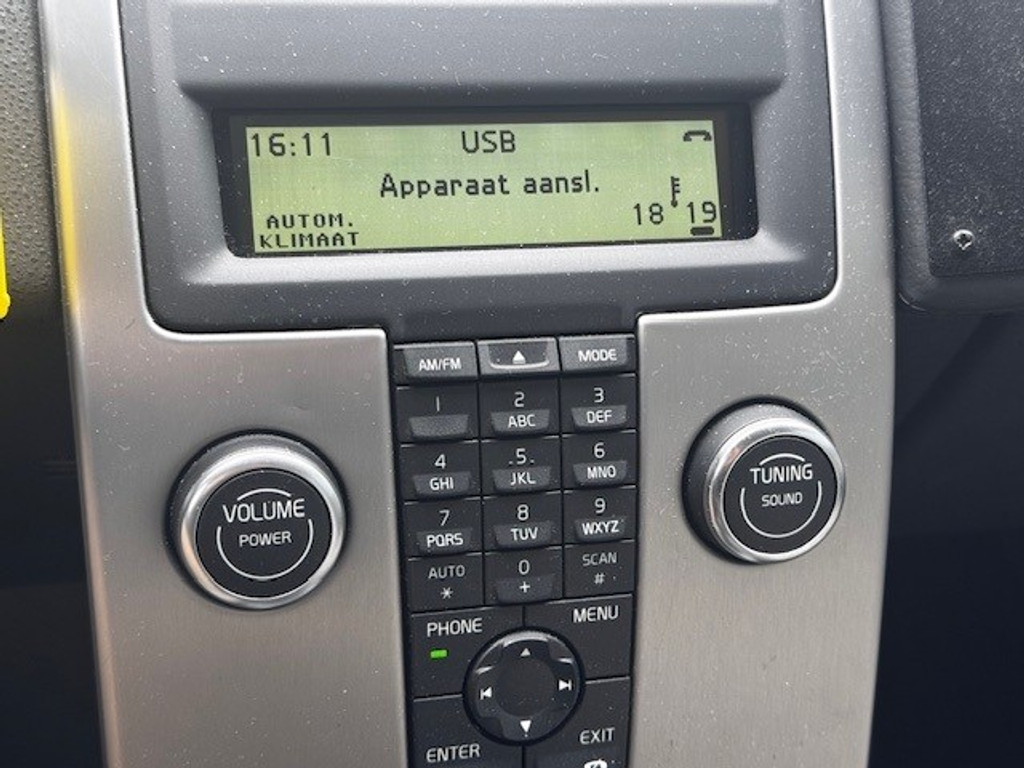 16:11 USB
Apparaat aansl.
AUTOM.
KLIMAAT
18 19
AM/FM MODE
1 2 3
ABC DEF
4 5 6
GHI JKL MNO
7 8 9
PQRS TUV WXYZ
AUTO 0 SCAN
* + #
VOLUME
POWER
TUNING
SOUND
PHONE MENU
ENTER EXIT